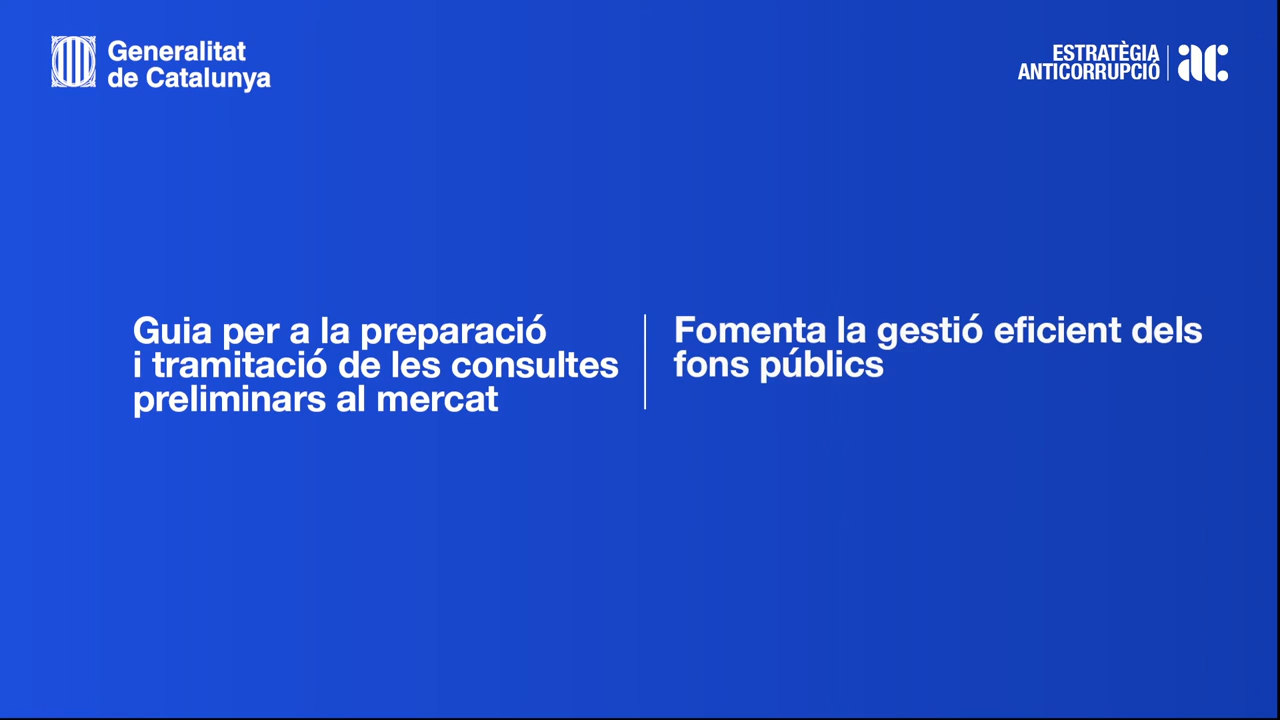 Generalitat
de Catalunya
ESTRATÈGIA
ANTICORRUPCIÓ
ac
Guia per a la preparació
i tramitació de les consultes
preliminars al mercat
Fomenta la gestió eficient dels
fons públics